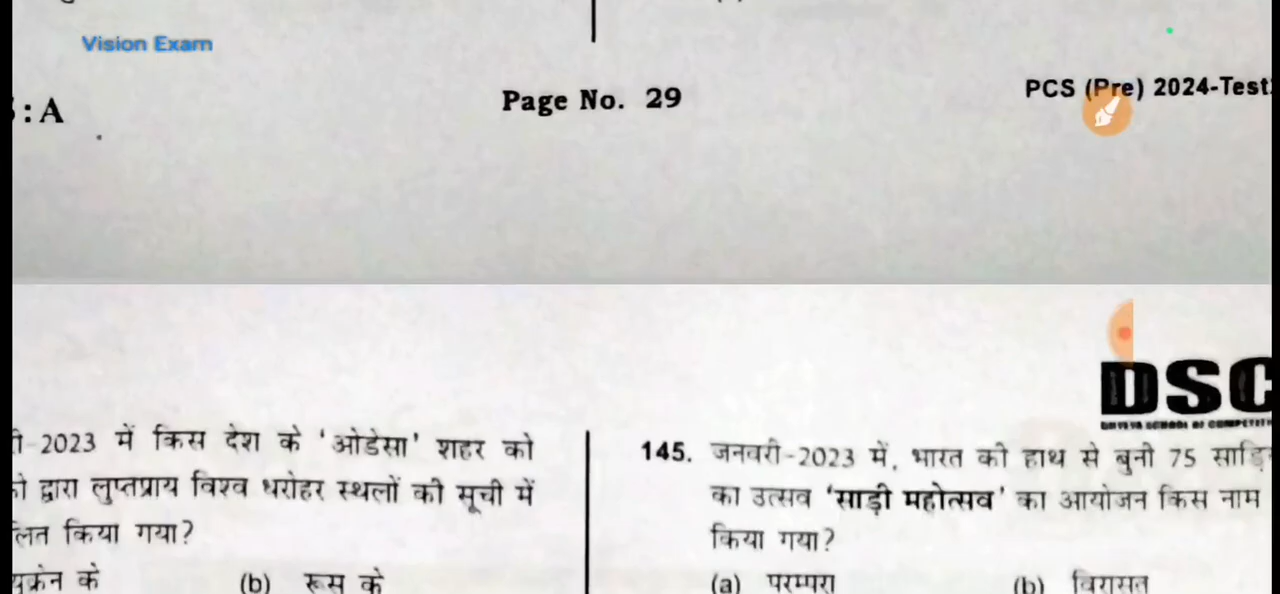 Vision Exam
: A
Page No. 29
PCS (Pre) 2024-Test
DSC
2023 में किस देश के 'ओडेसा' शहर को
द्वारा लुप्तप्राय विश्व धरोहर स्थलों की सूची में
किया गया?
(b) रूस के
145. जनवरी-2023 में, भारत की हाथ से बुनी 75
का उत्सव 'साड़ी महोत्सव' का आयोजन किस नाम
किया गया?
(a) परम्परा (b) विरासत